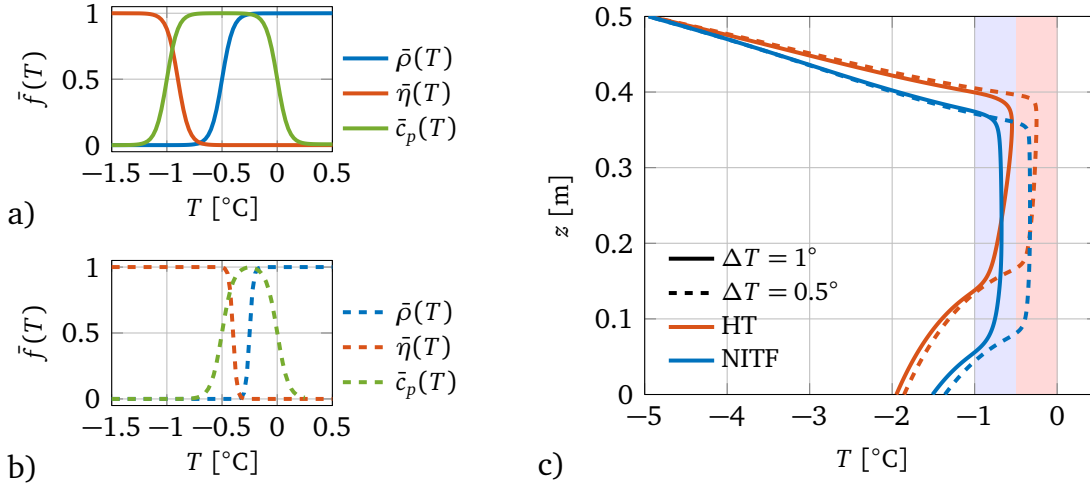 1
0.5
0
−1.5 −1 −0.5 0 0.5
T [°C]
f̄(T)
ρ̄(T)
η̄(T)
c̄ₚ(T)
a)
1
0.5
0
−1.5 −1 −0.5 0 0.5
T [°C]
f̄(T)
ρ̄(T)
η̄(T)
c̄ₚ(T)
b)
0.5
0.4
0.3
0.2
0.1
0
z [m]
ΔT = 1°
ΔT = 0.5°
HT
NITF
−5 −4 −3 −2 −1 0
T [°C]
c)